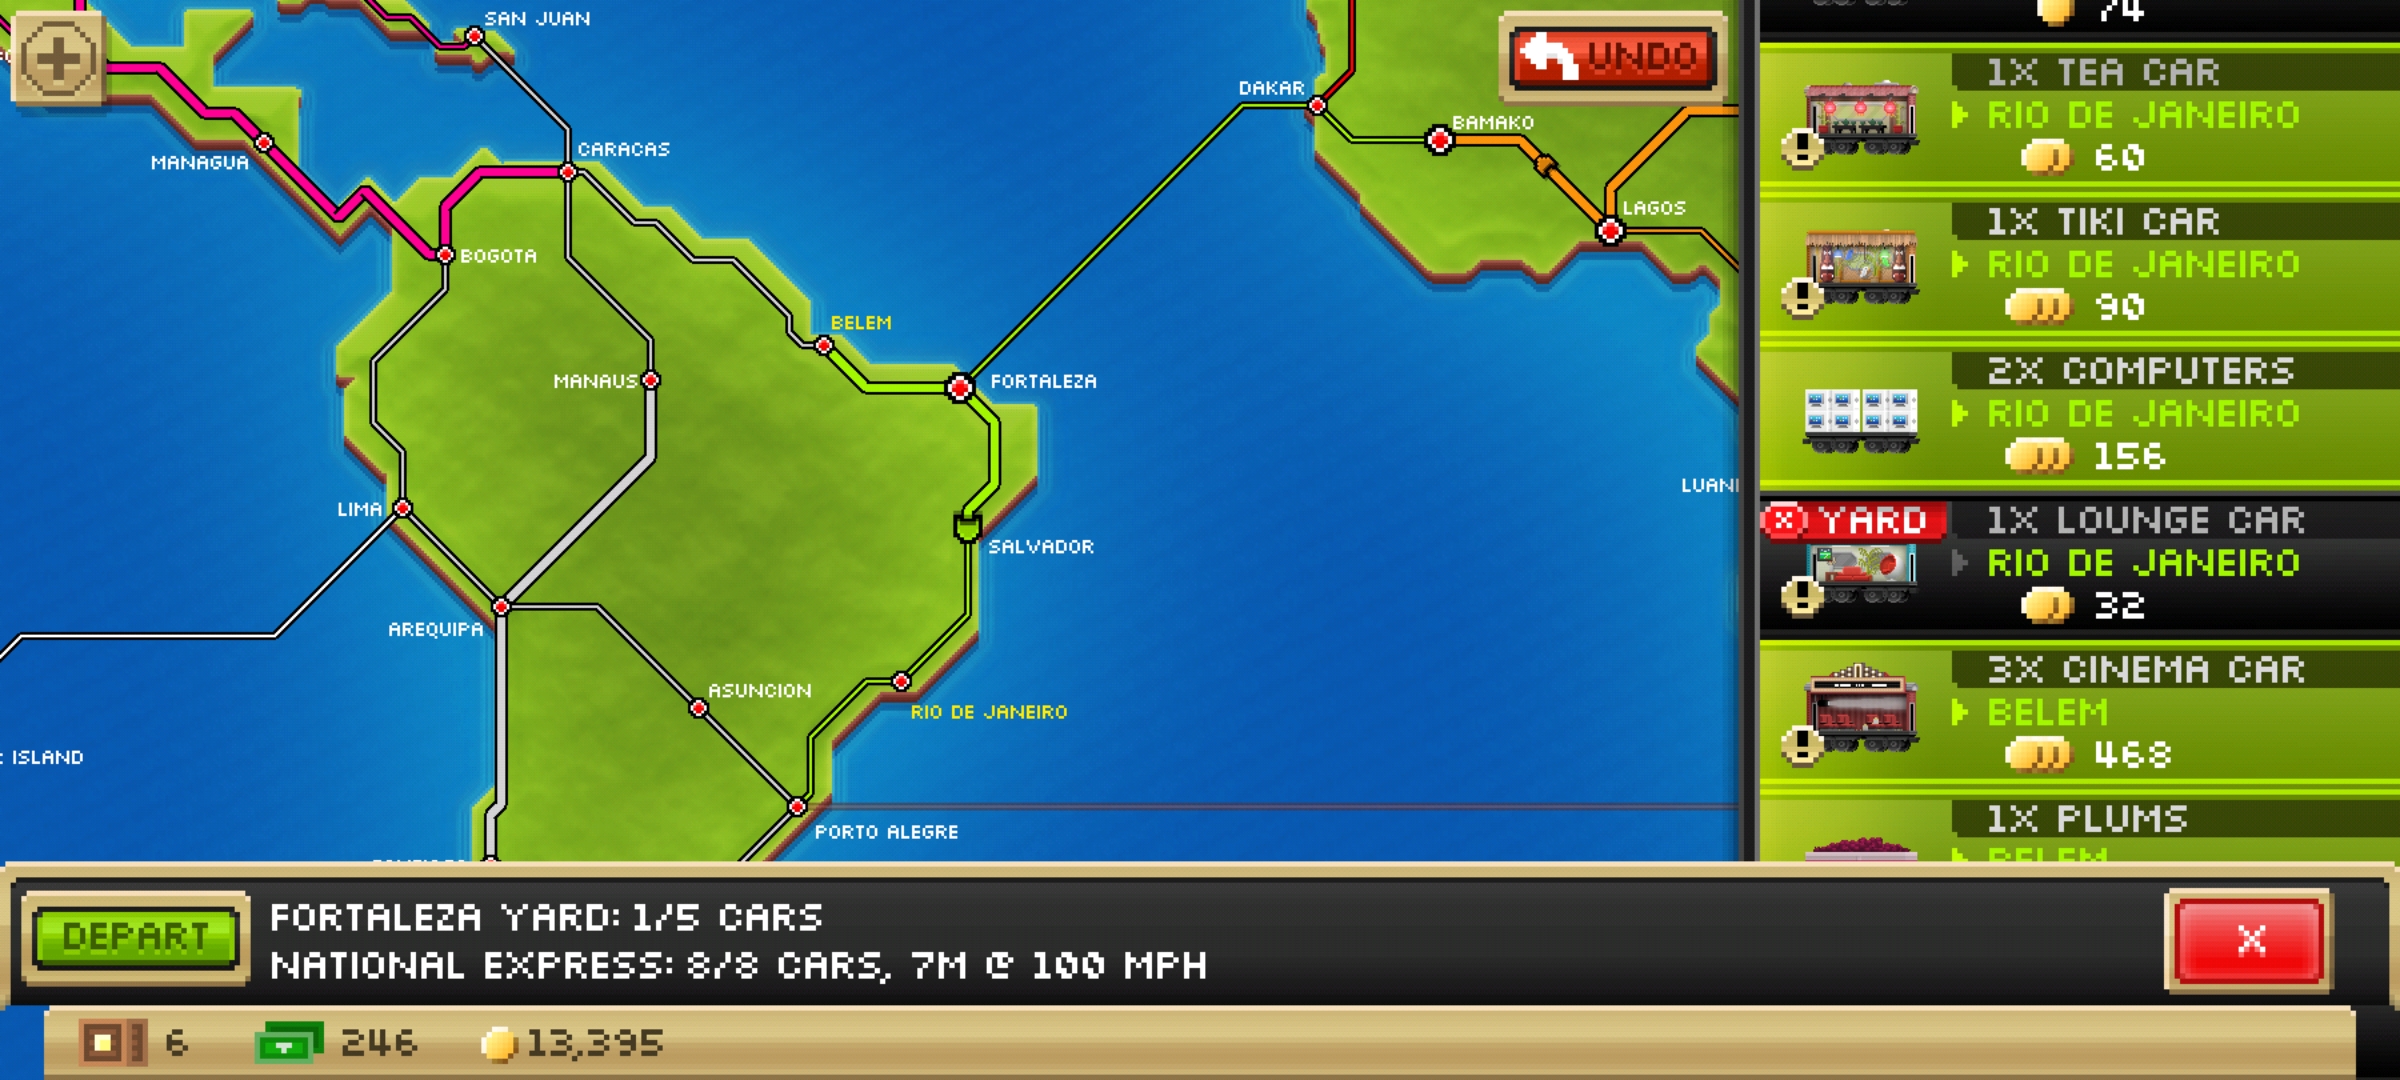 SAN JUAN
74
UNDO
1X TEA CAR
RIO DE JANEIRO
60
DAKAR
BAMAKO
CARACAS
MANAGUA
LAGOS
1X TIKI CAR
RIO DE JANEIRO
90
BOGOTA
BELEM
MANAUS
FORTALEZA
2X COMPUTERS
RIO DE JANEIRO
156
LUAN
LIMA
SALVADOR
YARD
1X LOUNGE CAR
RIO DE JANEIRO
32
AREQUIPA
ASUNCION
RIO DE JANEIRO
3X CINEMA CAR
BELEM
468
ISLAND
PORTO ALEGRE
1X PLUMS
BELEM
DEPART
FORTALEZA YARD: 1/5 CARS
NATIONAL EXPRESS: 8/8 CARS, 7M @ 100 MPH
X
6
246
13,395